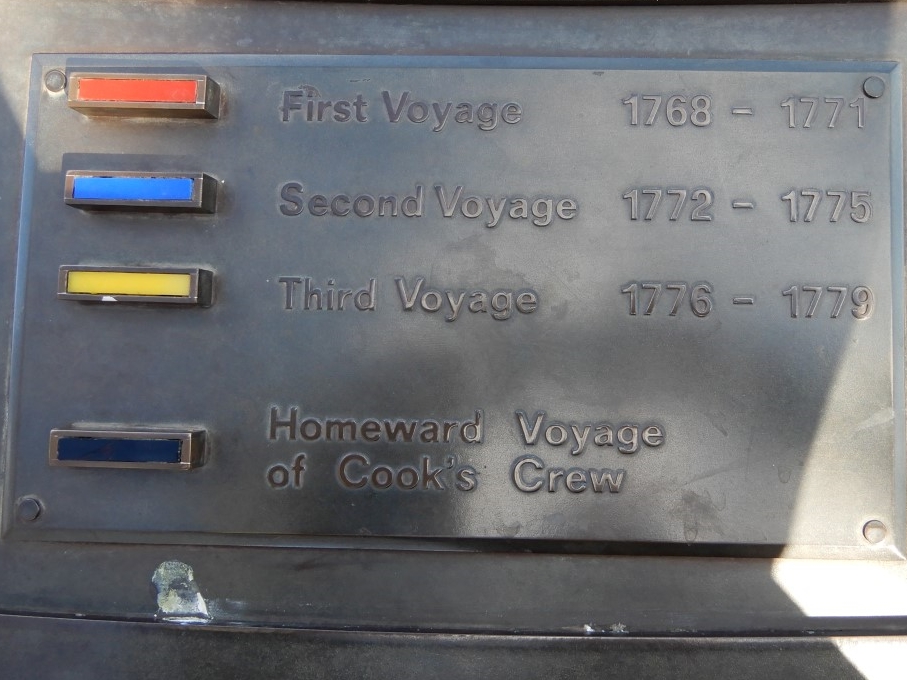 First Voyage 1768 - 1771
Second Voyage 1772 - 1775
Third Voyage 1776 - 1779
Homeward Voyage
of Cook's Crew